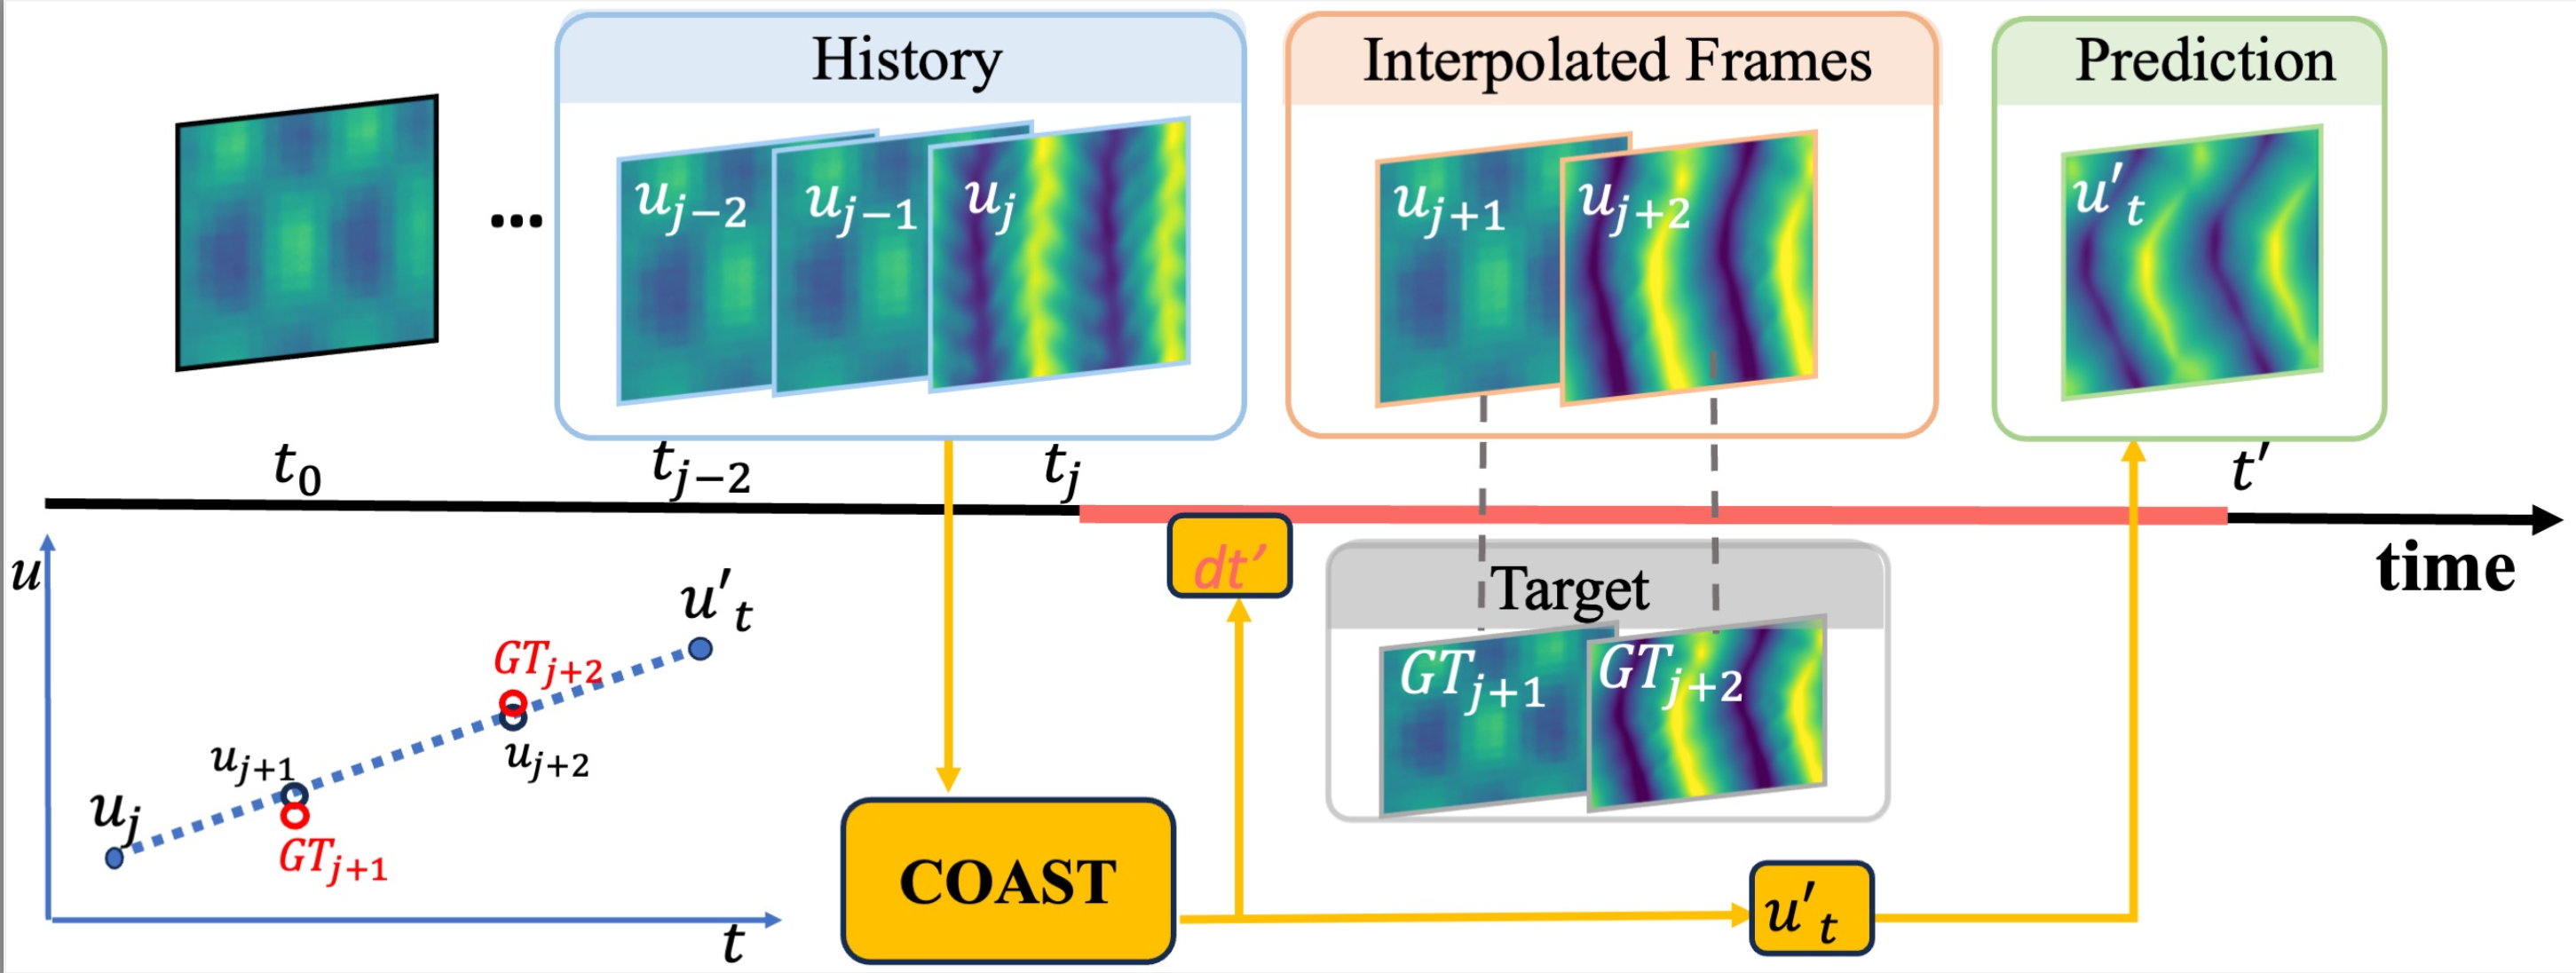 History
Interpolated Frames
Prediction
u_{j−2}
u_{j−1}
u_j
u_{j+1}
u_{j+2}
u'_t
...
t_0
t_{j−2}
t_j
t'
time
dt'
Target
GT_{j+1}
GT_{j+2}
u
u'_t
GT_{j+2}
u_{j+2}
u_{j+1}
u_j
GT_{j+1}
t
COAST
u'_t